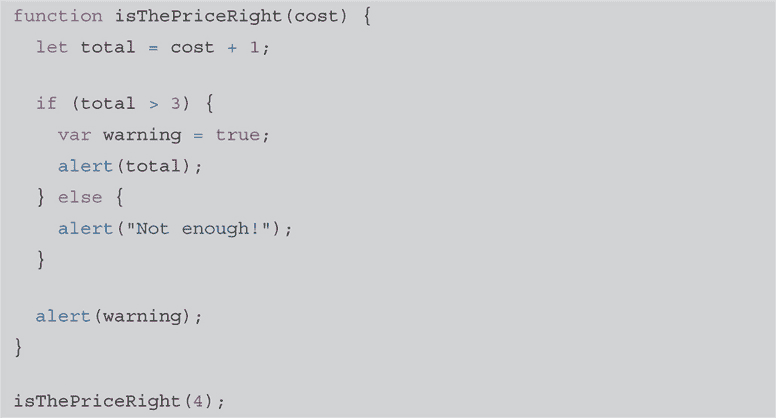 function isThePriceRight(cost) {
  let total = cost + 1;

  if (total > 3) {
    var warning = true;
    alert(total);
  } else {
    alert("Not enough!");
  }

  alert(warning);
}

isThePriceRight(4);